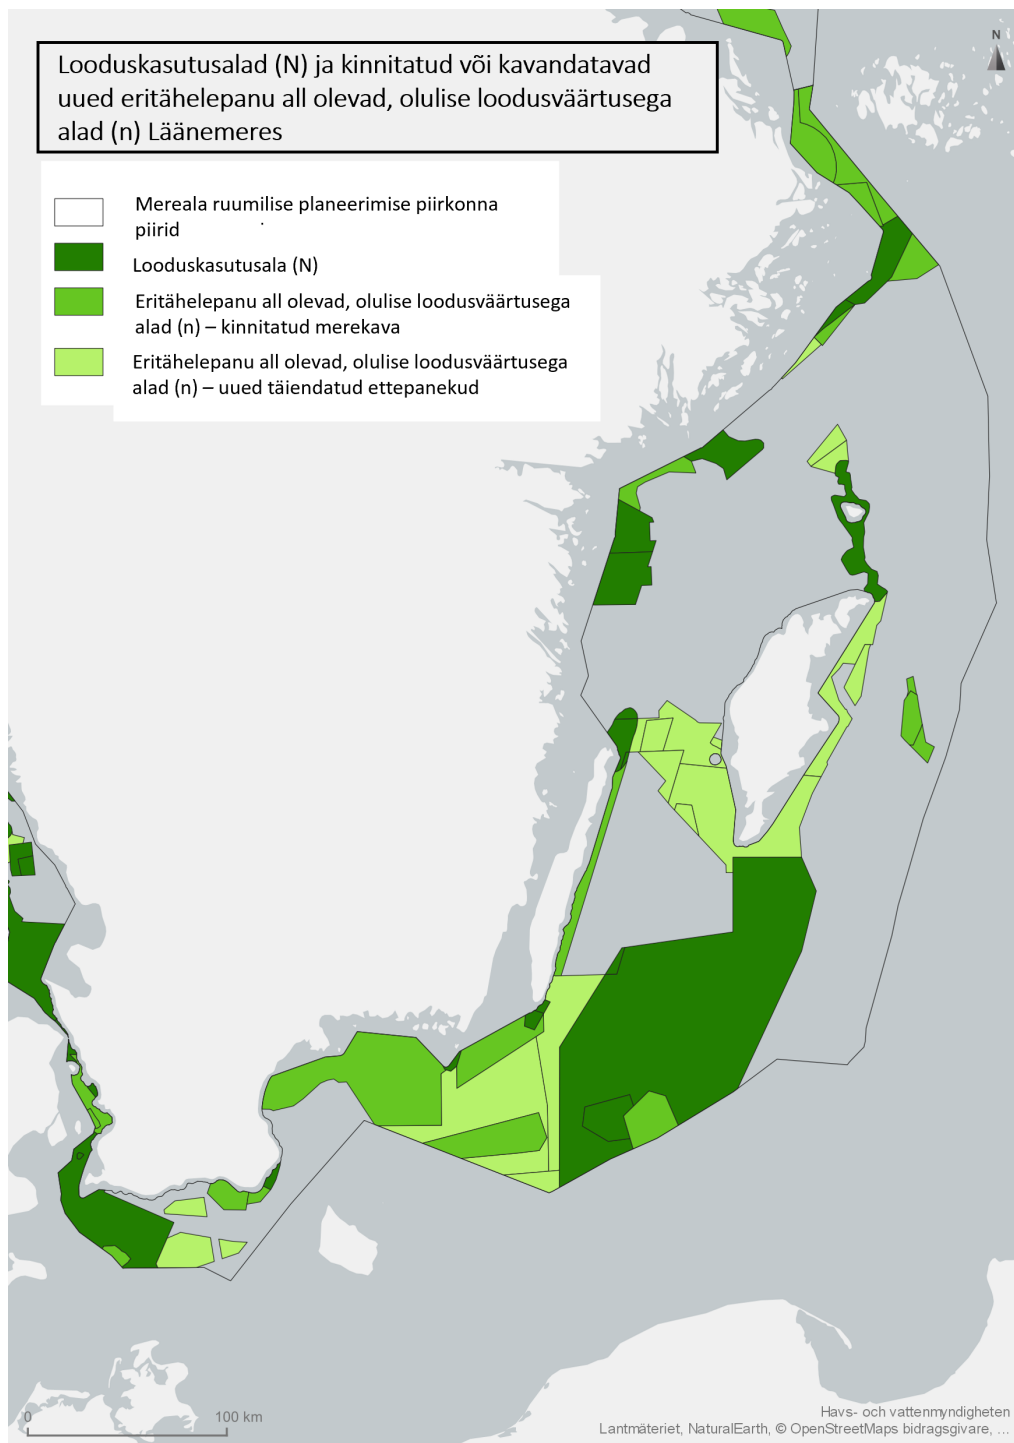 Looduskasutusalad (N) ja kinnitatud või kavandatavad
uued eritähelepanu all olevad, olulise loodusväärtusega
alad (n) Läänemeres
N
Mereala ruumilise planeerimise piirkonna
piirid
Looduskasutusala (N)
Eritähelepanu all olevad, olulise loodusväärtusega
alad (n) – kinnitatud merekava
Eritähelepanu all olevad, olulise loodusväärtusega
alad (n) – uued täiendatud ettepanekud
0 100 km
Havs- och vattenmyndigheten
Lantmäteriet, NaturalEarth, © OpenStreetMaps bidragsgivare, ...